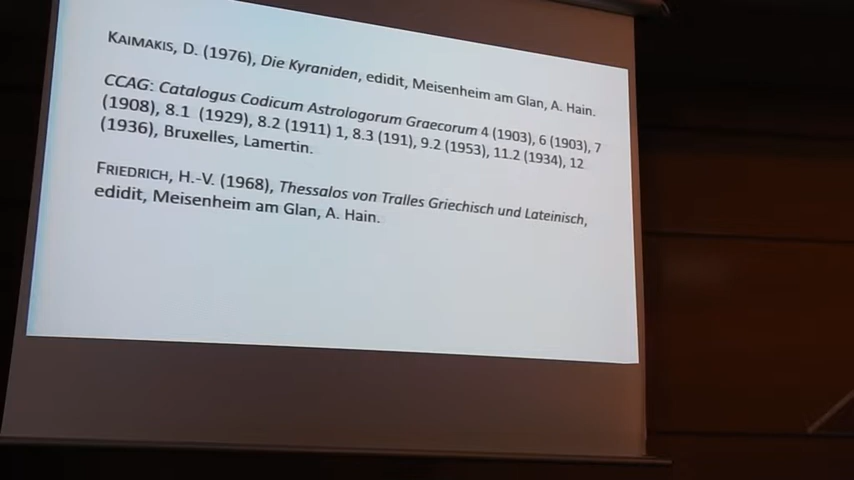 KAIMAKIS, D. (1976), Die Kyraniden, edidit, Meisenheim am Glan, A. Hain.
CCAG: Catalogus Codicum Astrologorum Graecorum 4 (1903), 6 (1903), 7
(1908), 8.1 (1929), 8.2 (1911) 1, 8.3 (191), 9.2 (1953), 11.2 (1934), 12
(1936), Bruxelles, Lamertin.
FRIEDRICH, H.-V. (1968), Thessalos von Tralles Griechisch und Lateinisch,
edidit, Meisenheim am Glan, A. Hain.